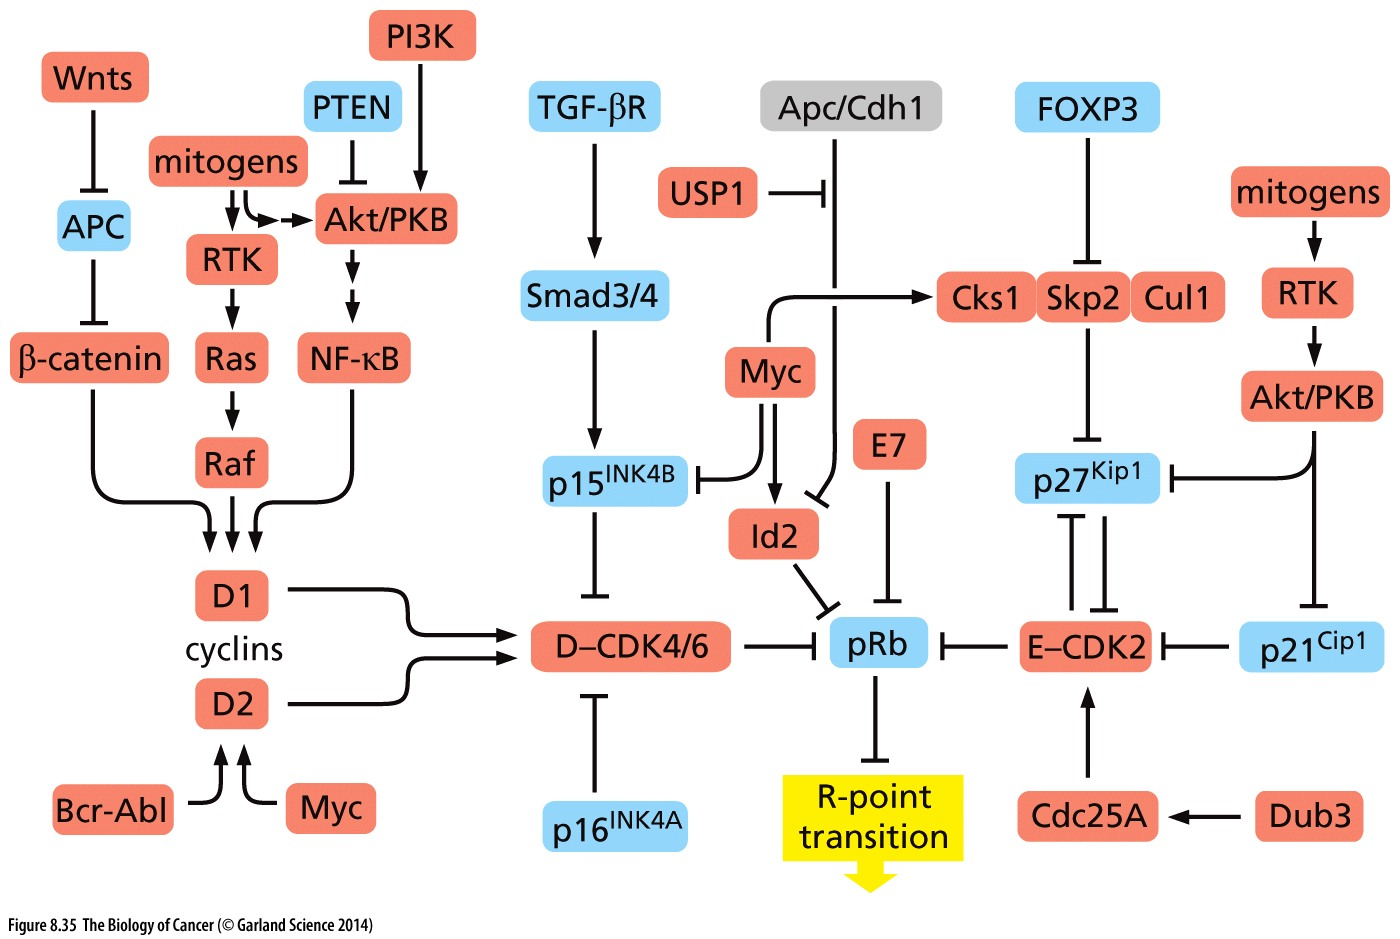 PI3K
Wnts
PTEN
TGF-βR
Apc/Cdh1
FOXP3
mitogens
USP1
mitogens
APC
Akt/PKB
RTK
Smad3/4
Cks1
Skp2
Cul1
RTK
β-catenin
Ras
NF-κB
Myc
Akt/PKB
Raf
E7
p15INK4B
p27Kip1
Id2
D1
cyclins
D–CDK4/6
pRb
E–CDK2
p21Cip1
D2
Bcr-Abl
Myc
p16INK4A
R-point
transition
Cdc25A
Dub3
Figure 8.35 The Biology of Cancer (© Garland Science 2014)